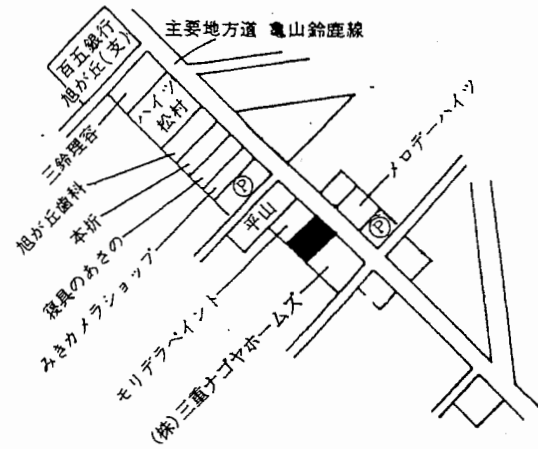 主要地方道 亀山鈴鹿線
百五銀行
旭が丘(支)
ハイツ
松村
三鈴理容
旭が丘歯科
本折
寝具のあさの
みきカメラショップ
P
平山
モリデラペイント
(株)三重ナゴヤホームズ
メロデーハイツ
P